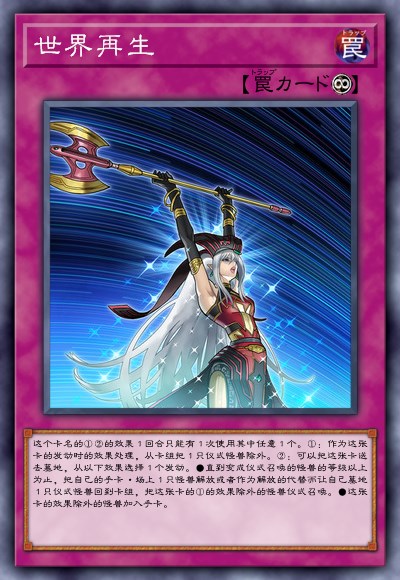 世界再生
トラップ
罠
トラップ
【罠カード】
这个卡名的①②的效果1回合只能有1次使用其中任意1个。①：作为这张
卡的发动时的效果处理，从卡组把1只仪式怪兽除外。②：可以把这张卡送
去墓地，从以下效果选择1个发动。●直到变成仪式召唤的怪兽的等级以上
为止，把自己的手卡·场上1只怪兽解放或者作为解放的代替而让自己墓地
1只仪式怪兽回到卡组，把这张卡的①的效果除外的怪兽仪式召唤。●这张
卡的效果除外的怪兽加入手卡。